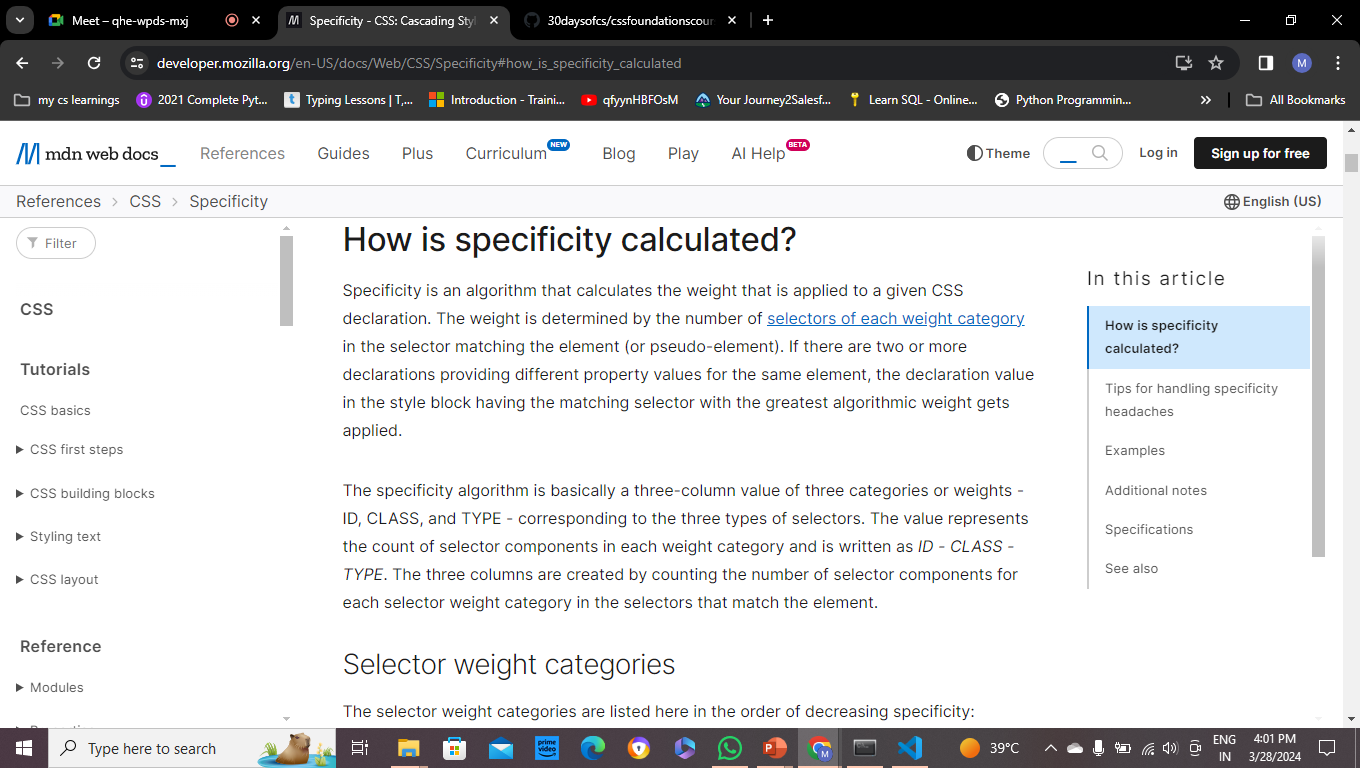 Meet – qhe-wpds-mxj
Specificity - CSS: Cascading Styl
30daysofcs/cssfoundationscour
developer.mozilla.org/en-US/docs/Web/CSS/Specificity#how_is_specificity_calculated
M
my cs learnings
2021 Complete Pyt...
Typing Lessons | T,...
Introduction - Traini...
qfyynHBFOsM
Your Journey2Salesf...
Learn SQL - Online...
Python Programmin...
All Bookmarks
mdn web docs_
References
Guides
Plus
Curriculum NEW
Blog
Play
AI Help BETA
Theme
Log in
Sign up for free
References > CSS > Specificity
English (US)
Filter
CSS
Tutorials
CSS basics
CSS first steps
CSS building blocks
Styling text
CSS layout
Reference
Modules
How is specificity calculated?
Specificity is an algorithm that calculates the weight that is applied to a given CSS
declaration. The weight is determined by the number of selectors of each weight category
in the selector matching the element (or pseudo-element). If there are two or more
declarations providing different property values for the same element, the declaration value
in the style block having the matching selector with the greatest algorithmic weight gets
applied.
The specificity algorithm is basically a three-column value of three categories or weights -
ID, CLASS, and TYPE - corresponding to the three types of selectors. The value represents
the count of selector components in each weight category and is written as ID - CLASS -
TYPE. The three columns are created by counting the number of selector components for
each selector weight category in the selectors that match the element.
Selector weight categories
The selector weight categories are listed here in the order of decreasing specificity:
In this article
How is specificity
calculated?
Tips for handling specificity
headaches
Examples
Additional notes
Specifications
See also
Type here to search
prime
video
39°C
ENG
IN
4:01 PM
3/28/2024